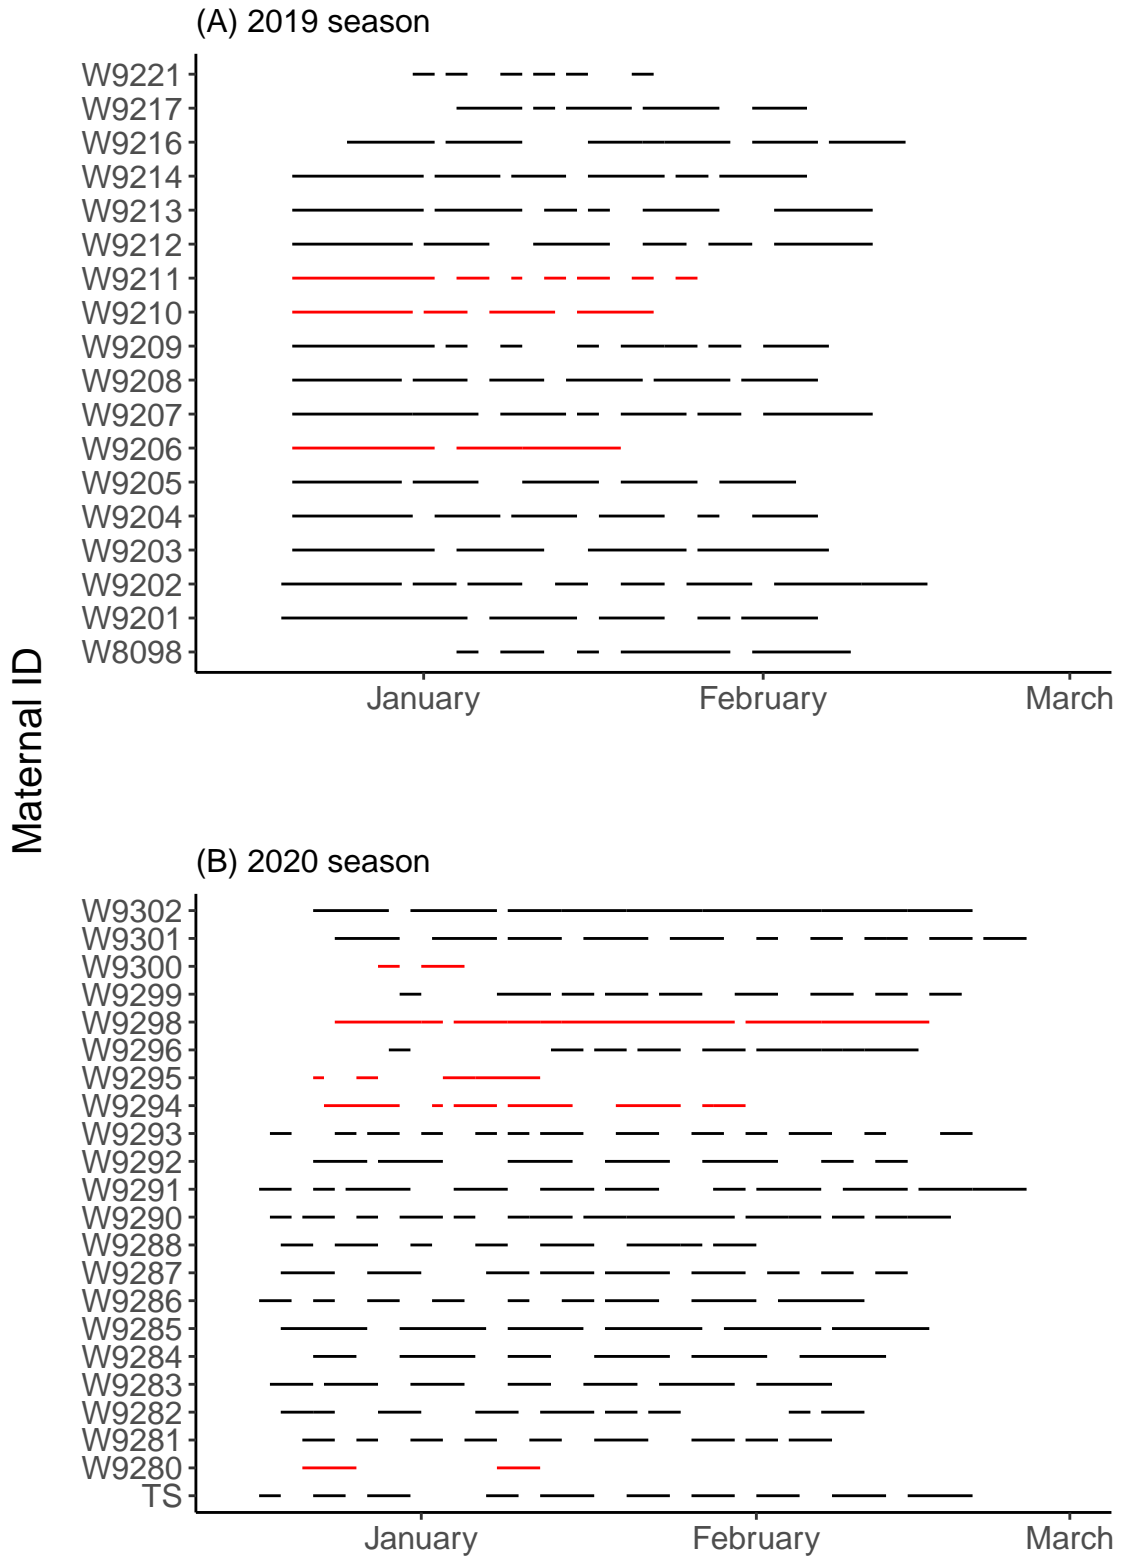 (A) 2019 season
W9221
W9217
W9216
W9214
W9213
W9212
W9211
W9210
W9209
W9208
W9207
W9206
W9205
W9204
W9203
W9202
W9201
W8098
January February March
Maternal ID
(B) 2020 season
W9302
W9301
W9300
W9299
W9298
W9296
W9295
W9294
W9293
W9292
W9291
W9290
W9288
W9287
W9286
W9285
W9284
W9283
W9282
W9281
W9280
TS
January February March